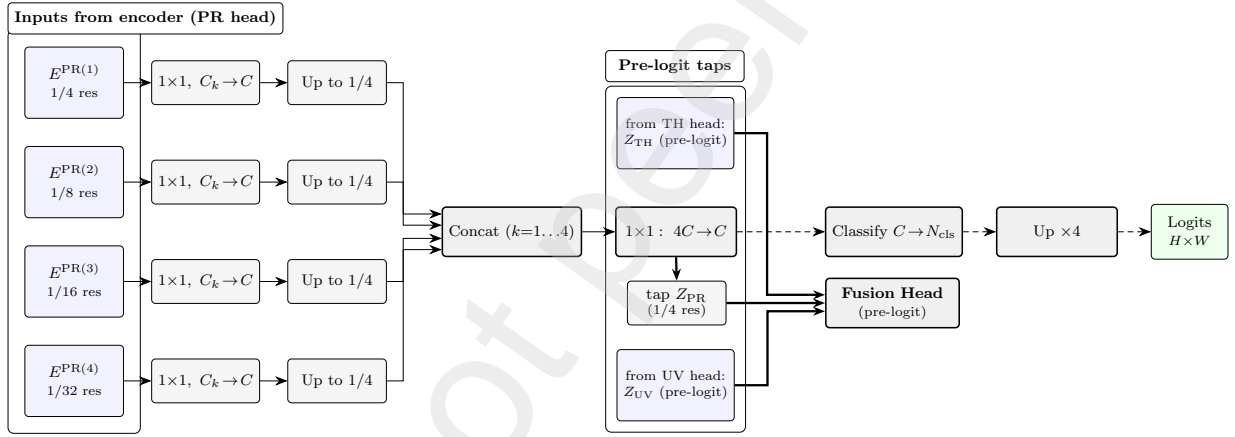 Inputs from encoder (PR head)
E^PR(1)
1/4 res
1×1, C_k→C
Up to 1/4
E^PR(2)
1/8 res
1×1, C_k→C
Up to 1/4
E^PR(3)
1/16 res
1×1, C_k→C
Up to 1/4
E^PR(4)
1/32 res
1×1, C_k→C
Up to 1/4
Concat (k=1…4)
Pre-logit taps
from TH head:
Z_TH (pre-logit)
1×1 : 4C→C
tap Z_PR
(1/4 res)
from UV head:
Z_UV (pre-logit)
Classify C→N_cls
Up ×4
Logits
H×W
Fusion Head
(pre-logit)
ot peer